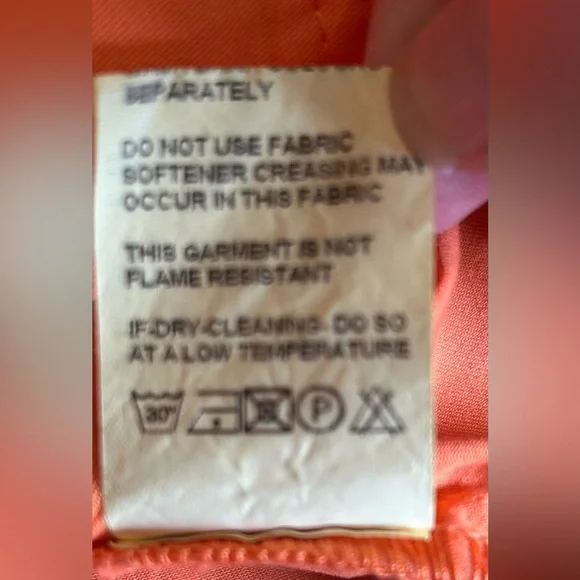 SEPARATELY
DO NOT USE FABRIC
SOFTENER CREASING MAY
OCCUR IN THIS FABRIC
THIS GARMENT IS NOT
FLAME RESISTANT
IF-DRY-CLEANING- DO SO
AT A LOW TEMPERATURE
30° P